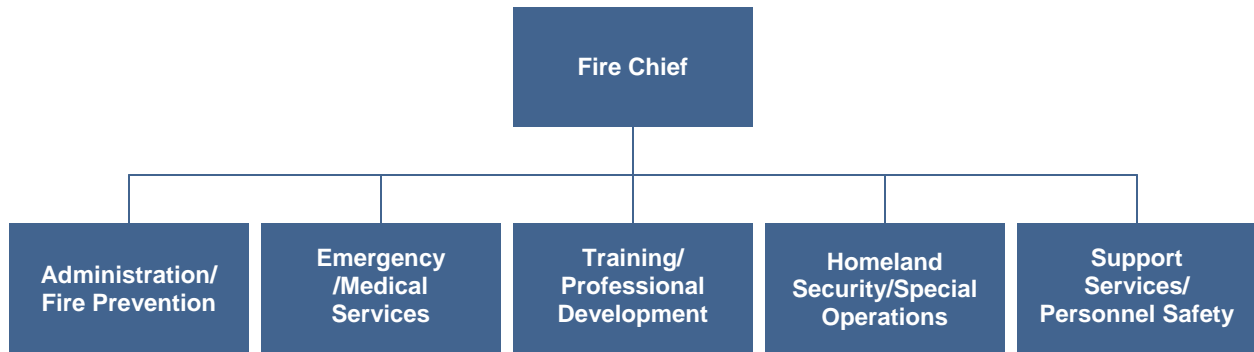 Fire Chief
Administration/
Fire Prevention
Emergency
/Medical
Services
Training/
Professional
Development
Homeland
Security/Special
Operations
Support
Services/
Personnel Safety